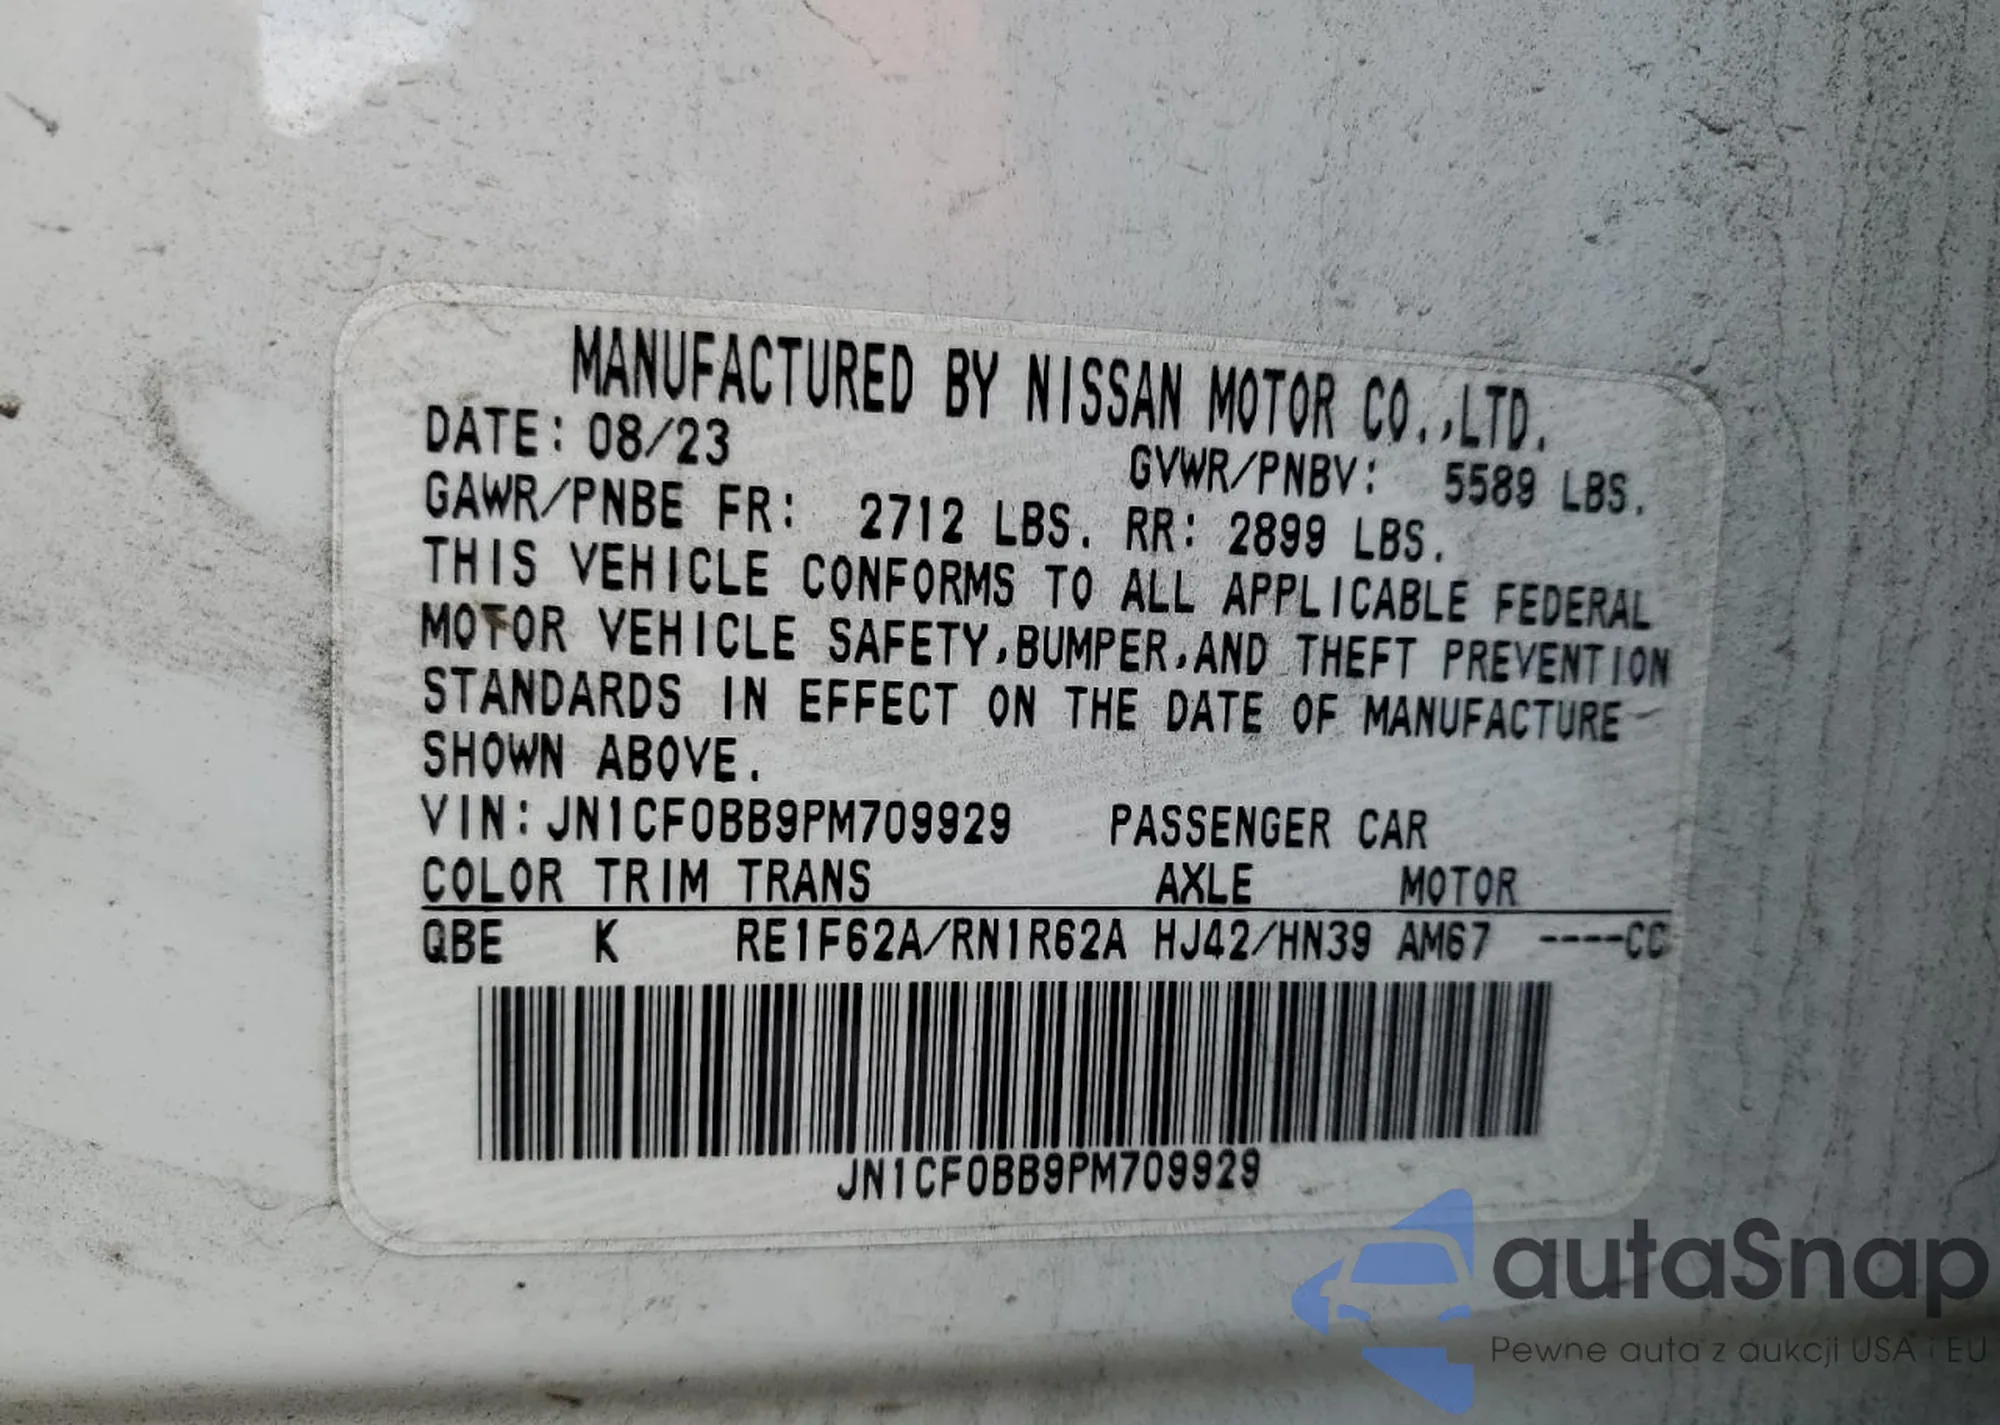 MANUFACTURED BY NISSAN MOTOR CO.,LTD.
DATE: 08/23 GVWR/PNBV: 5589 LBS.
GAWR/PNBE FR: 2712 LBS. RR: 2899 LBS.
THIS VEHICLE CONFORMS TO ALL APPLICABLE FEDERAL
MOTOR VEHICLE SAFETY,BUMPER,AND THEFT PREVENTION
STANDARDS IN EFFECT ON THE DATE OF MANUFACTURE
SHOWN ABOVE.
VIN:JN1CF0BB9PM709929 PASSENGER CAR
COLOR TRIM TRANS AXLE MOTOR
QBE K RE1F62A/RN1R62A HJ42/HN39 AM67 ----CC
JN1CF0BB9PM709929
autaSnap
Pewne auta z aukcji USA i EU